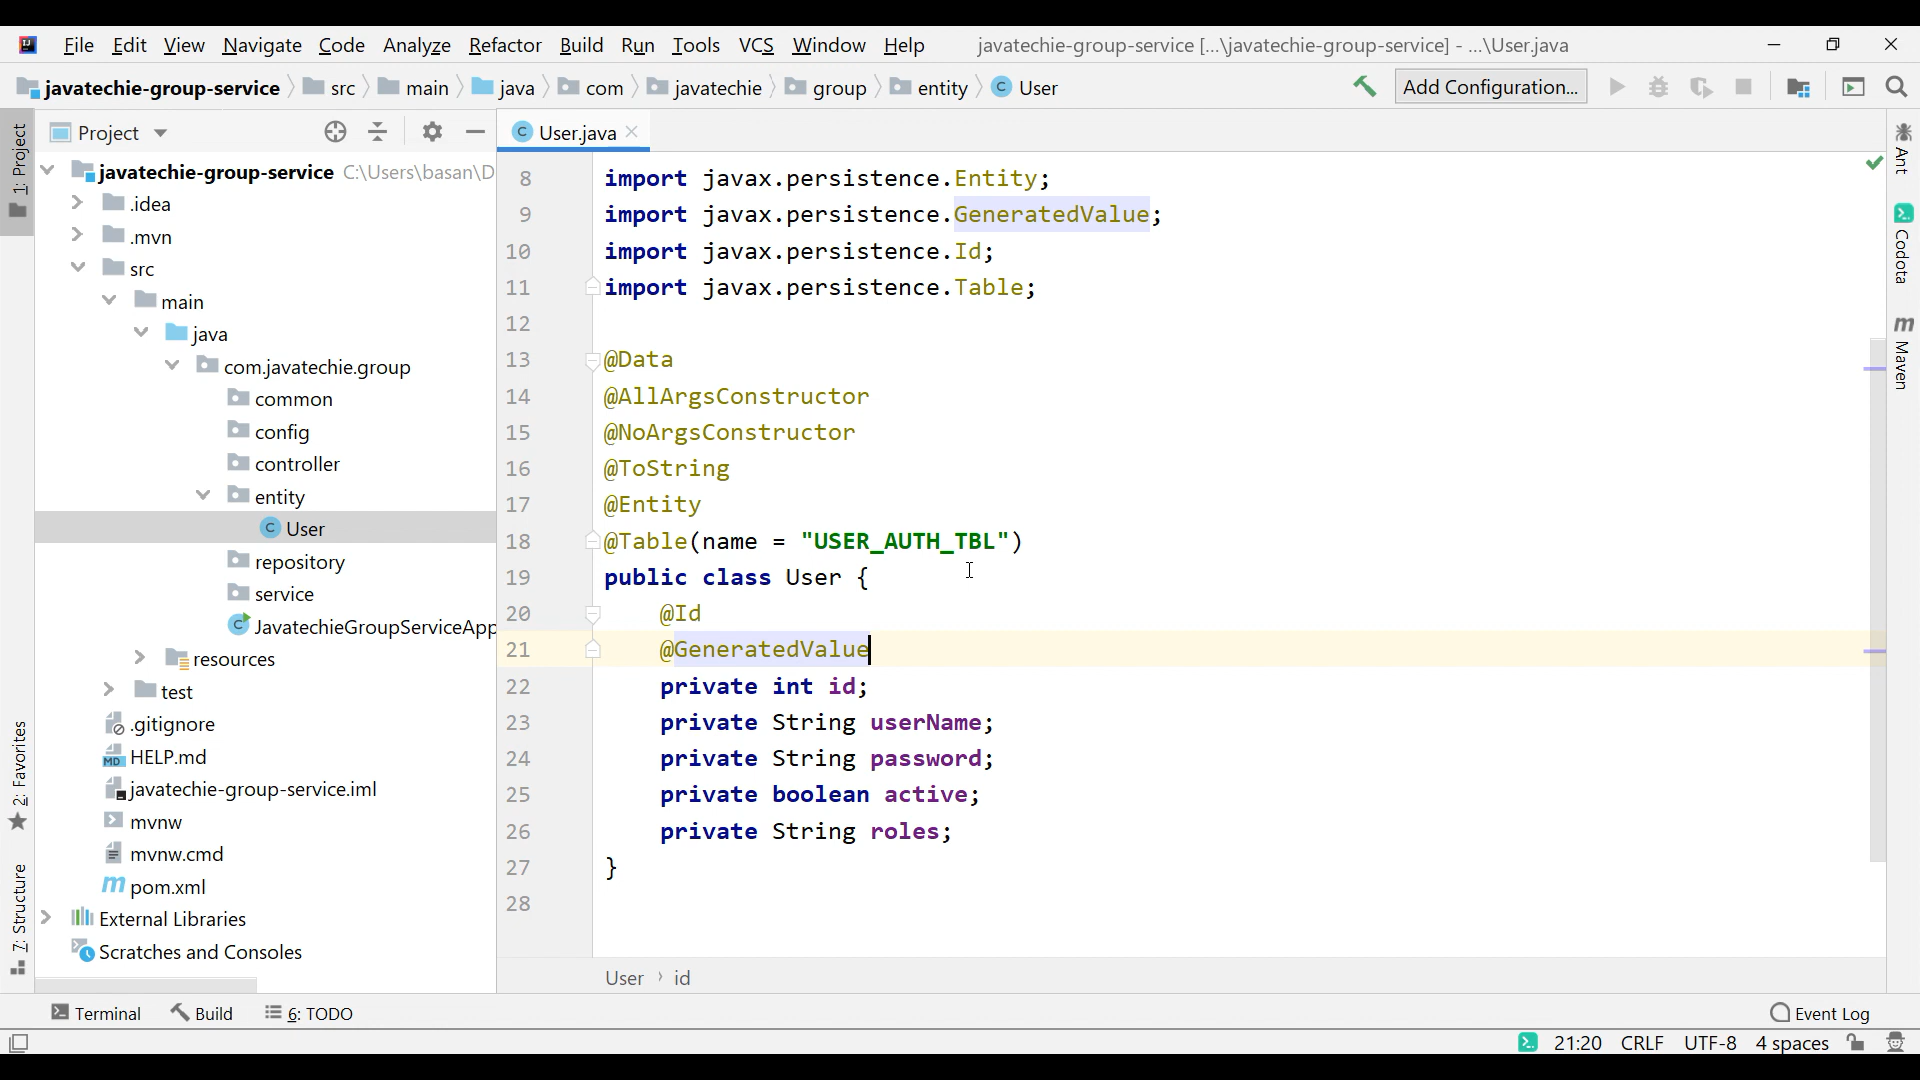 File Edit View Navigate Code Analyze Refactor Build Run Tools VCS Window Help javatechie-group-service [...\javatechie-group-service] - ...\User.java
javatechie-group-service src main java com javatechie group entity User Add Configuration...
1: Project
2: Favorites
7: Structure
Project
javatechie-group-service C:\Users\basan\D
.idea
.mvn
src
main
java
com.javatechie.group
common
config
controller
entity
User
repository
service
JavatechieGroupServiceApp
resources
test
.gitignore
HELP.md
javatechie-group-service.iml
mvnw
mvnw.cmd
pom.xml
External Libraries
Scratches and Consoles
User.java
8 import javax.persistence.Entity;
9 import javax.persistence.GeneratedValue;
10 import javax.persistence.Id;
11 import javax.persistence.Table;
12
13 @Data
14 @AllArgsConstructor
15 @NoArgsConstructor
16 @ToString
17 @Entity
18 @Table(name = "USER_AUTH_TBL")
19 public class User {
20 @Id
21 @GeneratedValue
22 private int id;
23 private String userName;
24 private String password;
25 private boolean active;
26 private String roles;
27 }
28
User › id
Ant
Codota
Maven
Terminal Build 6: TODO Event Log
21:20 CRLF UTF-8 4 spaces